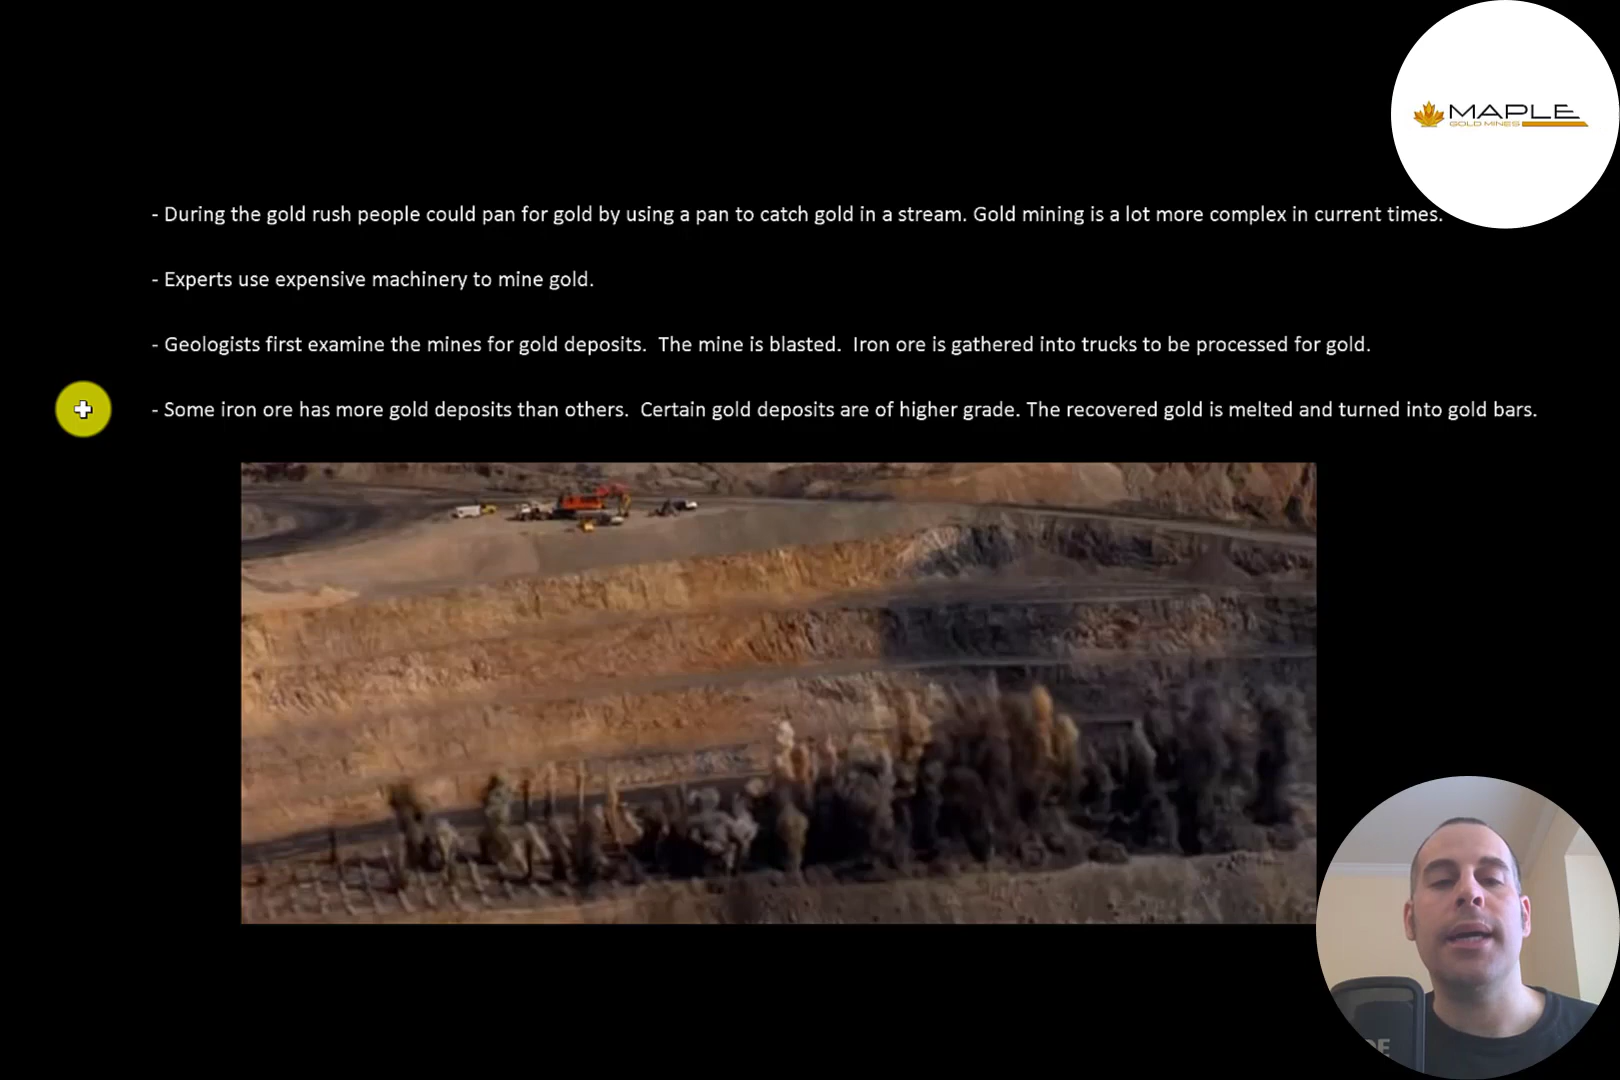 MAPLE
GOLD MINES
- During the gold rush people could pan for gold by using a pan to catch gold in a stream. Gold mining is a lot more complex in current times.
- Experts use expensive machinery to mine gold.
- Geologists first examine the mines for gold deposits.  The mine is blasted.  Iron ore is gathered into trucks to be processed for gold.
- Some iron ore has more gold deposits than others.  Certain gold deposits are of higher grade. The recovered gold is melted and turned into gold bars.